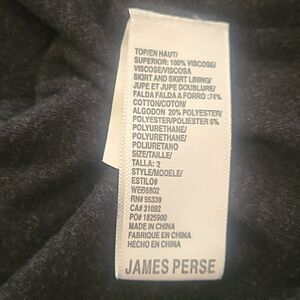 TOP/EN HAUT/
SUPERIOR: 100% VISCOSE/
VISCOSE/VISCOSA
SKIRT AND SKIRT LINING/
JUPE ET JUPE DOUBLURE/
FALDA FALDA A FORRO :74%
COTTON/COTON/
ALGODON 20% POLYESTER/
POLYESTER/POLIESTER 6%
POLYURETHANE/
POLYURETHANE/
POLIURETANO
SIZE/TAILLE/
TALLA: 2
STYLE/MODELE/
ESTILO#
WEB6802
RN# 95339
CA# 31092
PO# 1825900
MADE IN CHINA
FABRIQUE EN CHINA
HECHO EN CHINA
JAMES PERSE